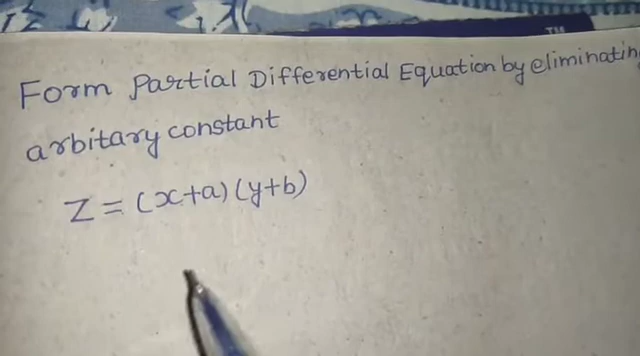 Form Partial Differential Equation by eliminatin
arbitary constant
Z = (x+a) (y+b)